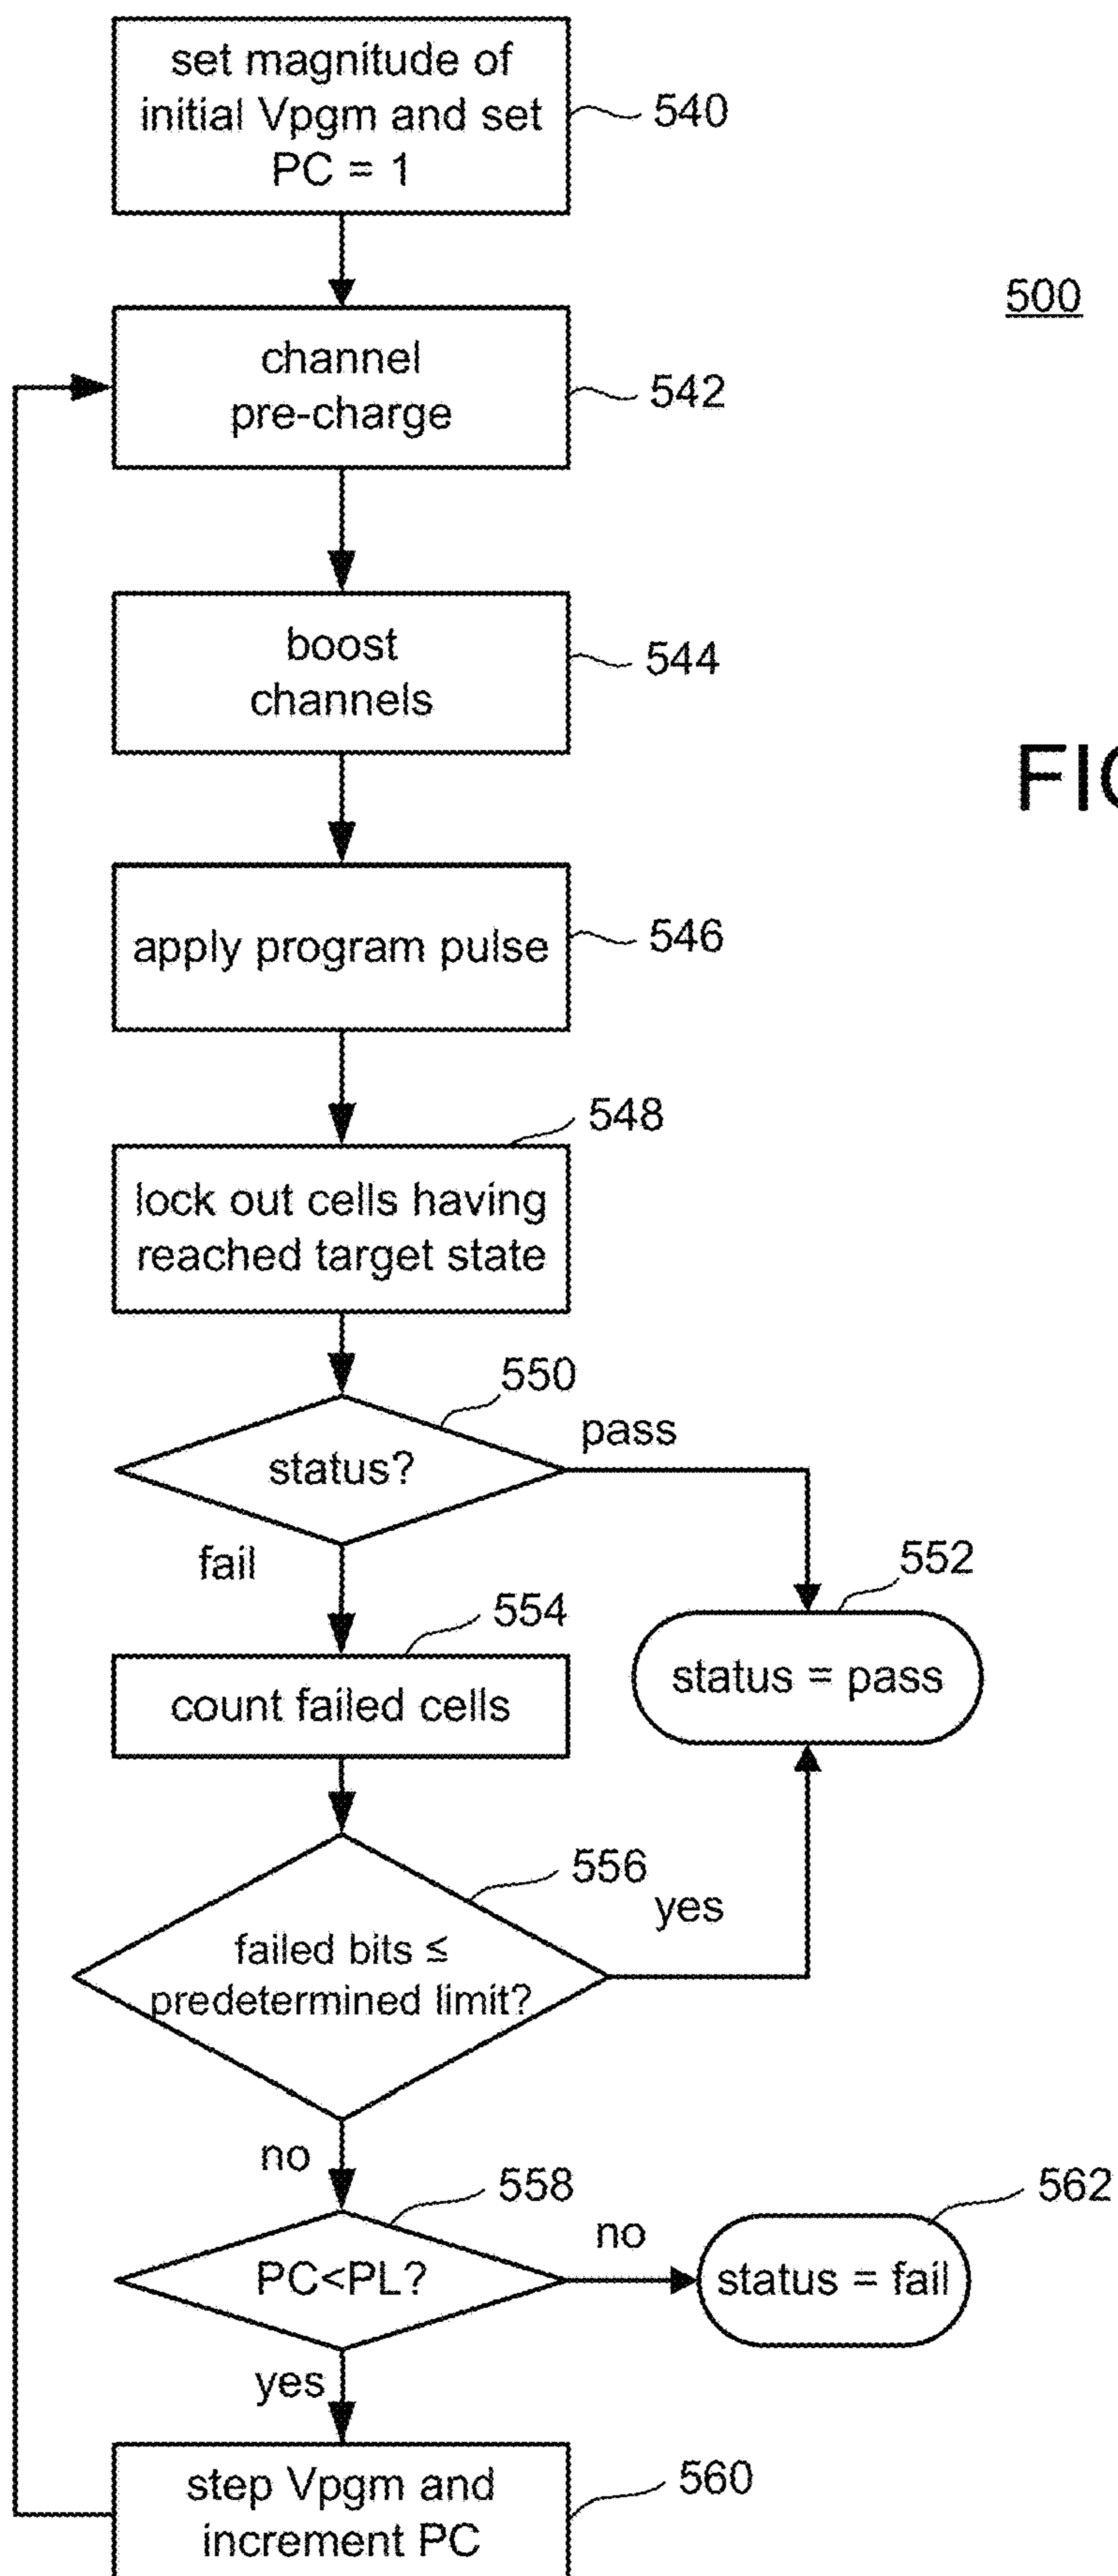 set magnitude of
initial Vpgm and set
PC = 1
540
500
channel
pre-charge
542
boost
channels
544
FIG
apply program pulse
546
548
lock out cells having
reached target state
550
pass
status?
fail
552
554
status = pass
count failed cells
556
yes
failed bits ≤
predetermined limit?
no
558
562
no
PC<PL?
status = fail
yes
step Vpgm and
increment PC
560